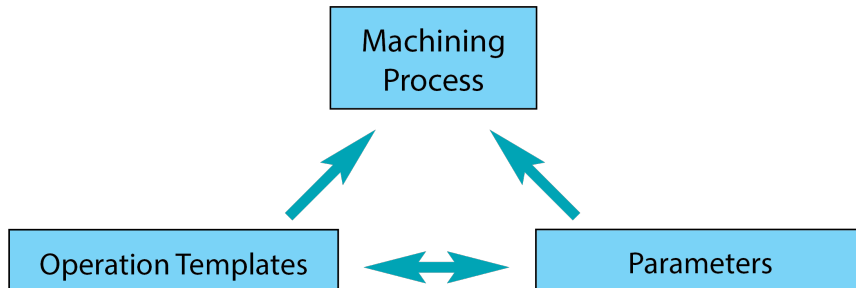 Machining
Process
Operation Templates
Parameters